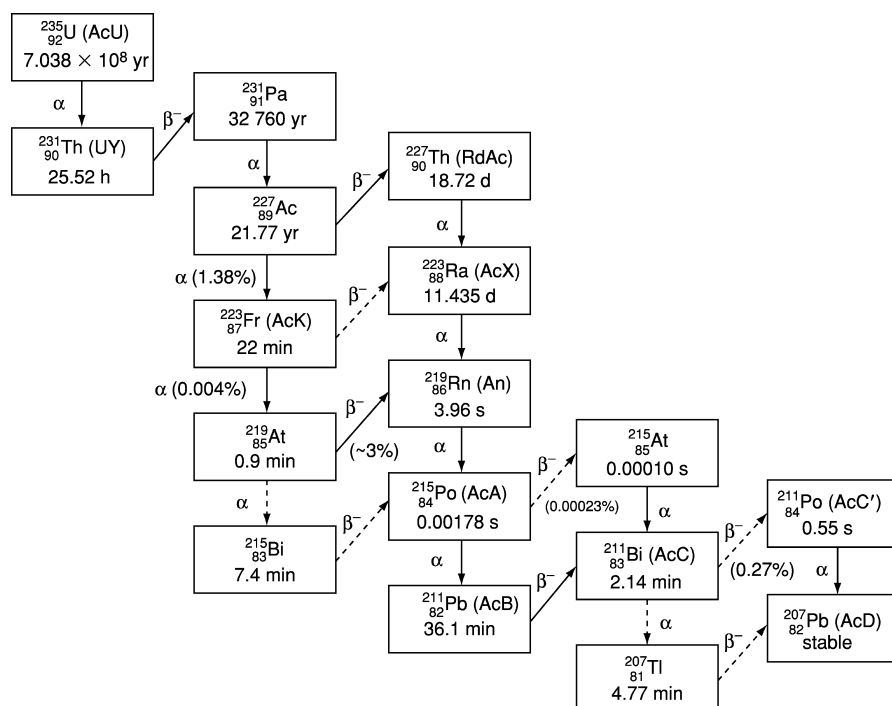 ²³⁵₉₂U (AcU)
7.038 × 10⁸ yr
α
²³¹₉₀Th (UY)
25.52 h
β⁻
²³¹₉₁Pa
32 760 yr
α
²²⁷₈₉Ac
21.77 yr
β⁻
²²⁷₉₀Th (RdAc)
18.72 d
α
α (1.38%)
²²³₈₇Fr (AcK)
22 min
β⁻
²²³₈₈Ra (AcX)
11.435 d
α
α (0.004%)
²¹⁹₈₅At
0.9 min
β⁻
(~3%)
²¹⁹₈₆Rn (An)
3.96 s
α
α
²¹⁵₈₃Bi
7.4 min
β⁻
²¹⁵₈₄Po (AcA)
0.00178 s
β⁻
(0.00023%)
²¹⁵₈₅At
0.00010 s
α
α
²¹¹₈₂Pb (AcB)
36.1 min
β⁻
²¹¹₈₃Bi (AcC)
2.14 min
β⁻
(0.27%)
²¹¹₈₄Po (AcC′)
0.55 s
α
α
²⁰⁷₈₁Tl
4.77 min
β⁻
²⁰⁷₈₂Pb (AcD)
stable